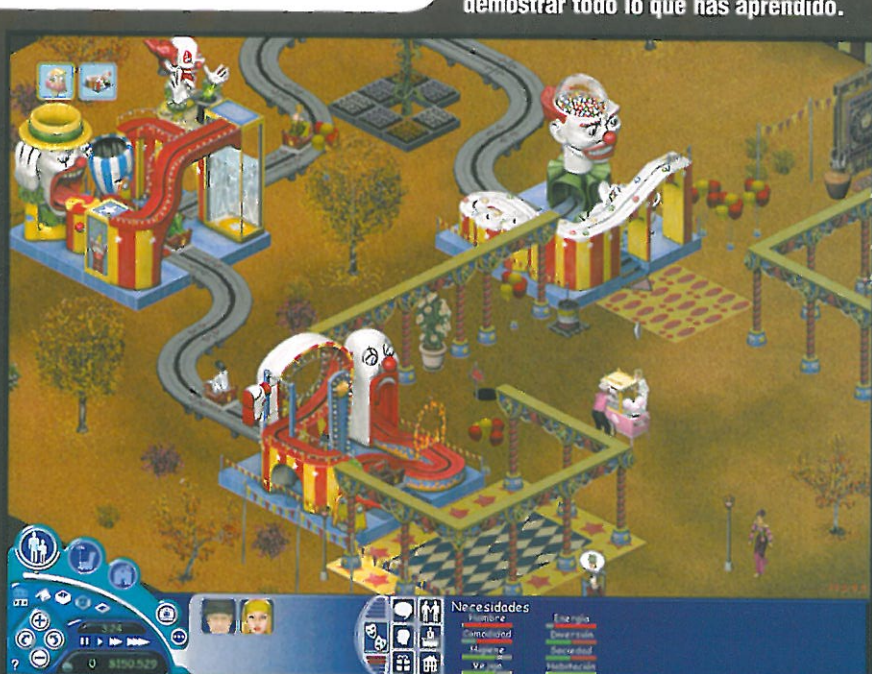 demostrar todo lo que has aprendido.
Necesidades
Hambre
Energía
Comodidad
Diversión
Higiene
Sociedad
Vejiga
Habitación
3:24
?
0 $150.529